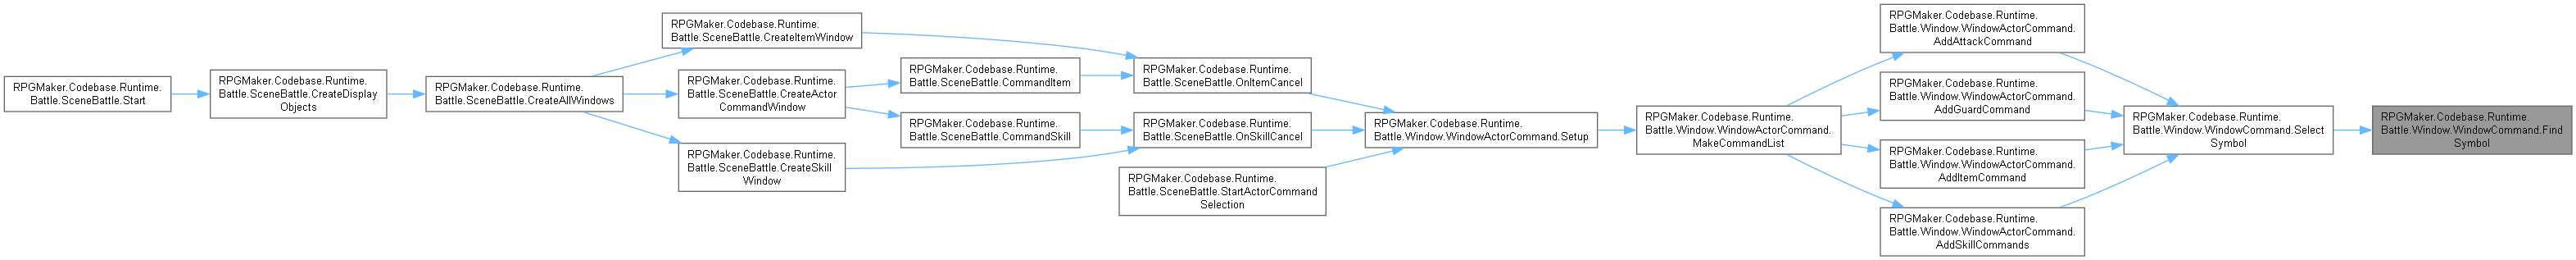 RPGMaker.Codebase.Runtime.
Battle.SceneBattle.Start
RPGMaker.Codebase.Runtime.
Battle.SceneBattle.CreateDisplay
Objects
RPGMaker.Codebase.Runtime.
Battle.SceneBattle.CreateAllWindows
RPGMaker.Codebase.Runtime.
Battle.SceneBattle.CreateItemWindow
RPGMaker.Codebase.Runtime.
Battle.SceneBattle.CreateActor
CommandWindow
RPGMaker.Codebase.Runtime.
Battle.SceneBattle.CreateSkill
Window
RPGMaker.Codebase.Runtime.
Battle.SceneBattle.CommandItem
RPGMaker.Codebase.Runtime.
Battle.SceneBattle.CommandSkill
RPGMaker.Codebase.Runtime.
Battle.SceneBattle.OnItemCancel
RPGMaker.Codebase.Runtime.
Battle.SceneBattle.OnSkillCancel
RPGMaker.Codebase.Runtime.
Battle.SceneBattle.StartActorCommand
Selection
RPGMaker.Codebase.Runtime.
Battle.Window.WindowActorCommand.Setup
RPGMaker.Codebase.Runtime.
Battle.Window.WindowActorCommand.
MakeCommandList
RPGMaker.Codebase.Runtime.
Battle.Window.WindowActorCommand.
AddAttackCommand
RPGMaker.Codebase.Runtime.
Battle.Window.WindowActorCommand.
AddGuardCommand
RPGMaker.Codebase.Runtime.
Battle.Window.WindowActorCommand.
AddItemCommand
RPGMaker.Codebase.Runtime.
Battle.Window.WindowActorCommand.
AddSkillCommands
RPGMaker.Codebase.Runtime.
Battle.Window.WindowCommand.Select
Symbol
RPGMaker.Codebase.Runtime.
Battle.Window.WindowCommand.Find
Symbol